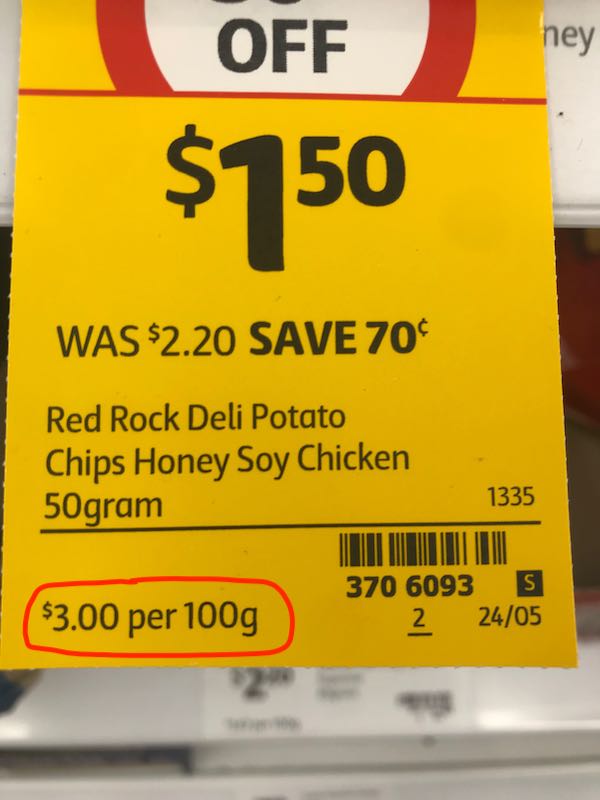 OFF
ney
$1 50
WAS $2.20 SAVE 70¢
Red Rock Deli Potato
Chips Honey Soy Chicken
50gram
1335
370 6093 S
$3.00 per 100g
2 24/05